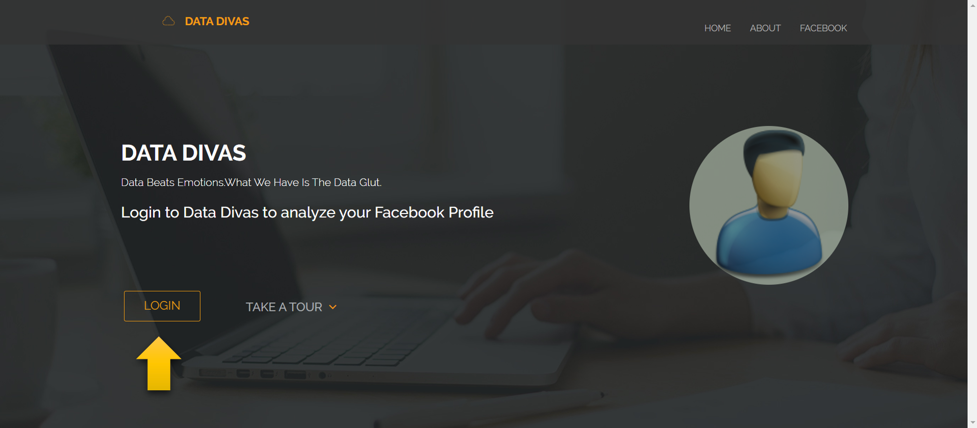 DATA DIVAS
HOME ABOUT FACEBOOK
DATA DIVAS
Data Beats Emotions.What We Have Is The Data Glut.
Login to Data Divas to analyze your Facebook Profile
LOGIN TAKE A TOUR